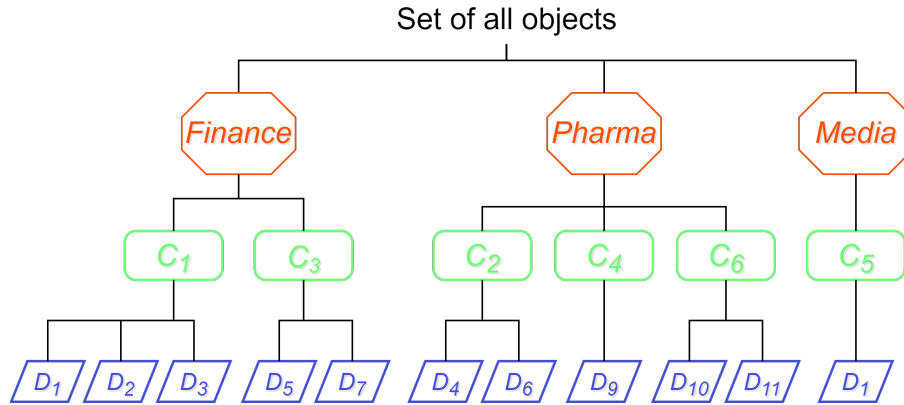 Set of all objects
Finance Pharma Media
C1 C3 C2 C4 C6 C5
D1 D2 D3 D5 D7 D4 D6 D9 D10 D11 D1